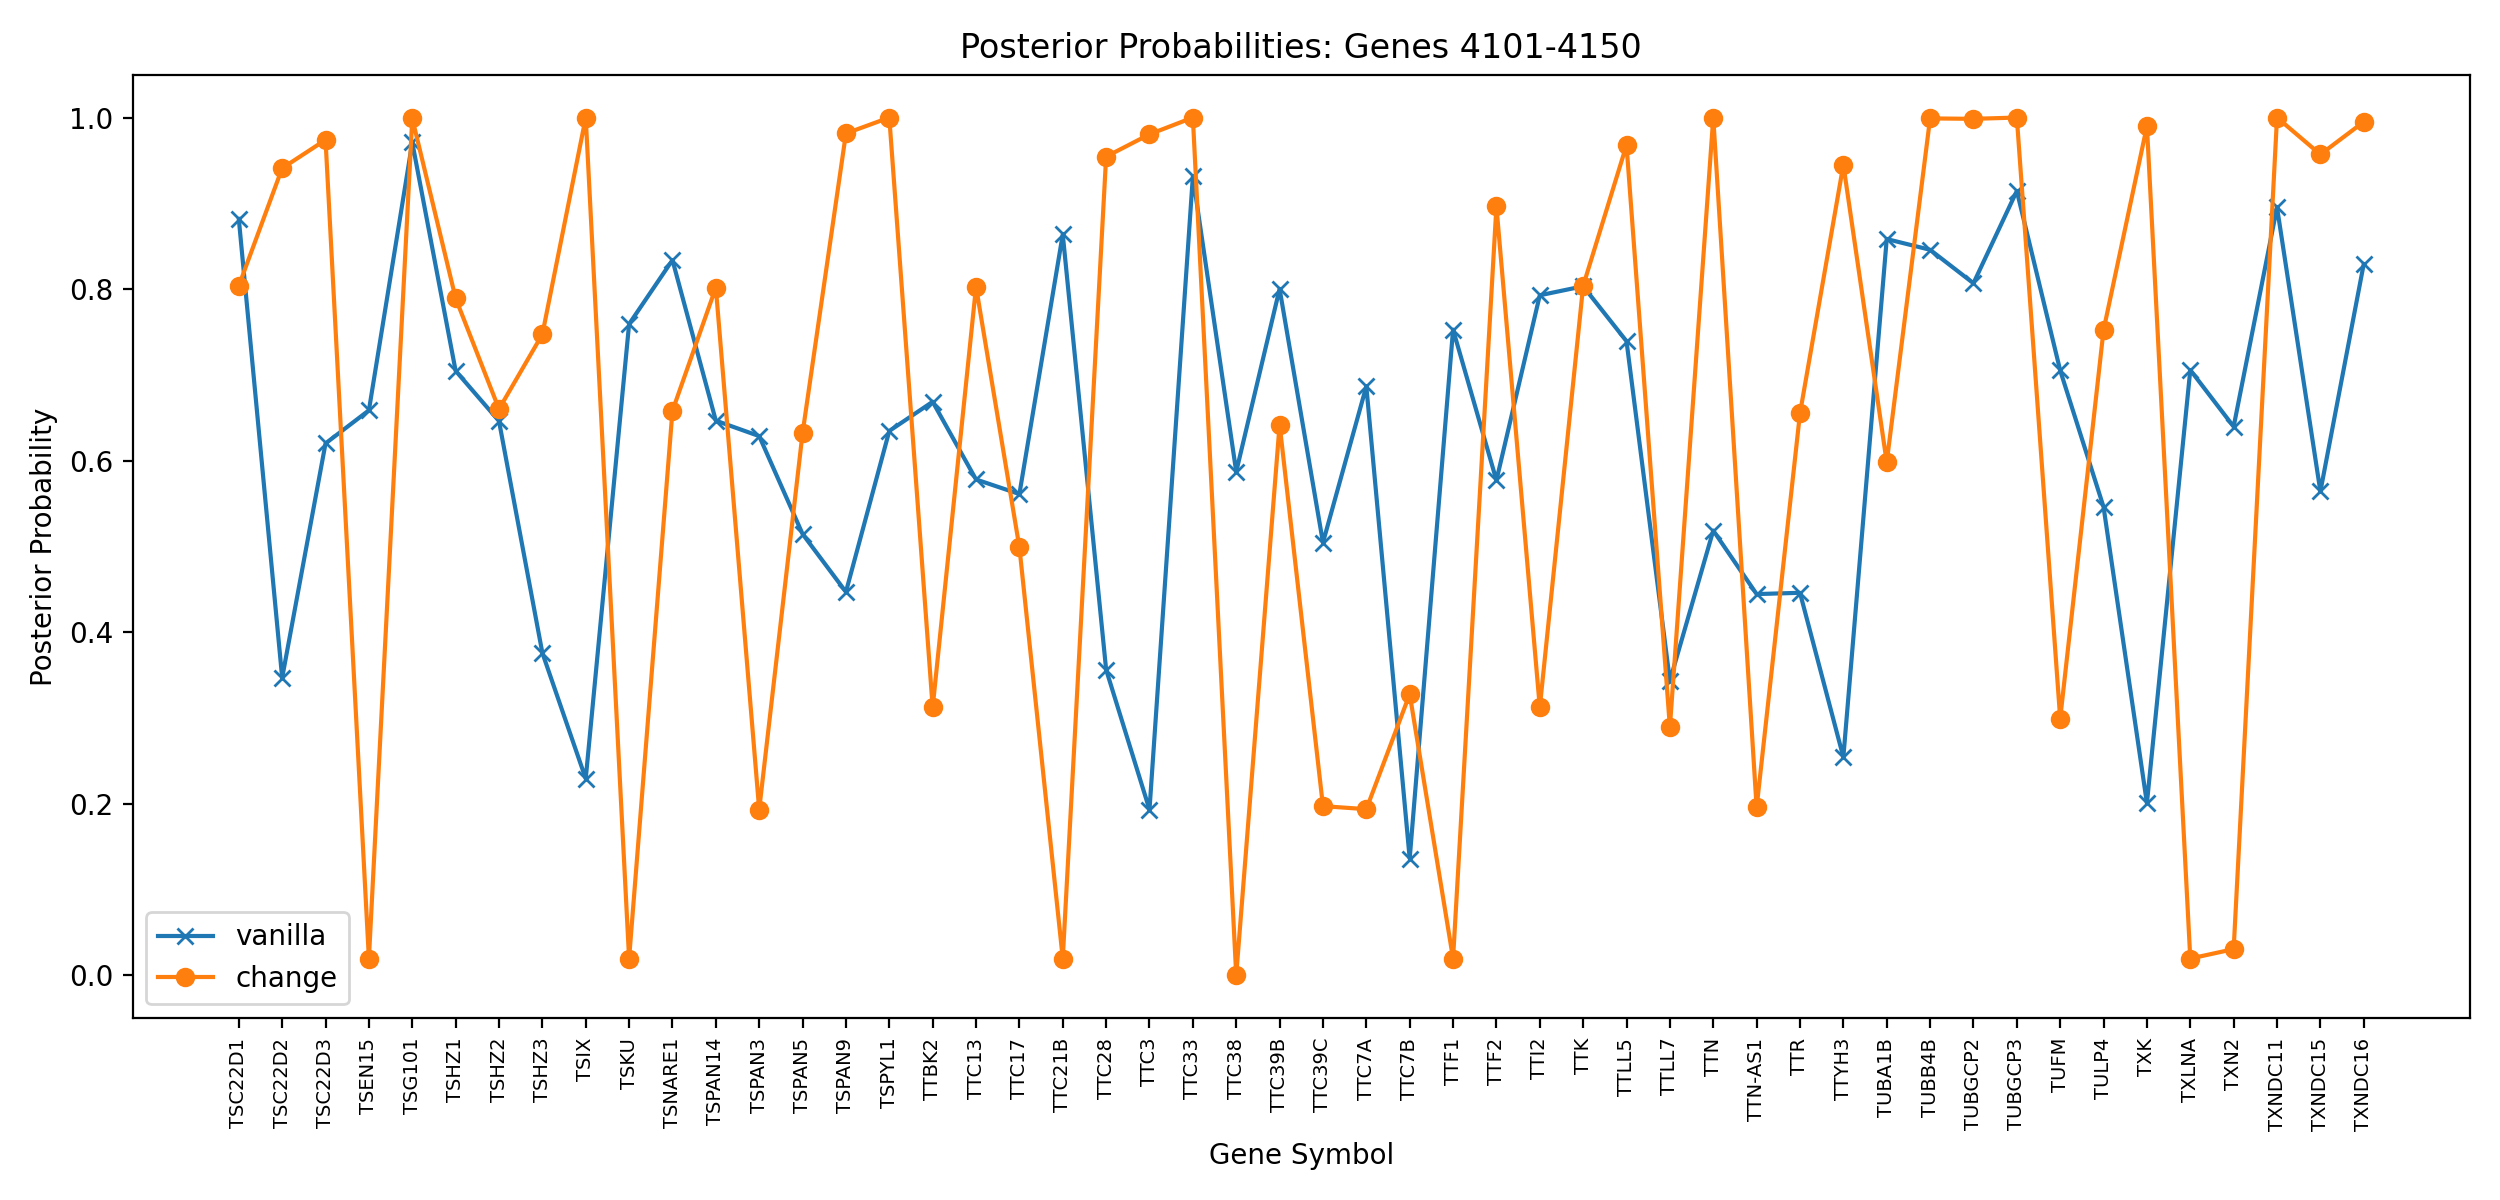 Posterior Probabilities: Genes 4101-4150
Posterior Probability
1.0
0.8
0.6
0.4
0.2
0.0
vanilla
change
TSC22D1
TSC22D2
TSC22D3
TSEN15
TSG101
TSHZ1
TSHZ2
TSHZ3
TSIX
TSKU
TSNARE1
TSPAN14
TSPAN3
TSPAN5
TSPAN9
TSPYL1
TTBK2
TTC13
TTC17
TTC21B
TTC28
TTC3
TTC33
TTC38
TTC39B
TTC39C
TTC7A
TTC7B
TTF1
TTF2
TTI2
TTK
TTLL5
TTLL7
TTN
TTN-AS1
TTR
TTYH3
TUBA1B
TUBB4B
TUBGCP2
TUBGCP3
TUFM
TULP4
TXK
TXLNA
TXN2
TXNDC11
TXNDC15
TXNDC16
Gene Symbol